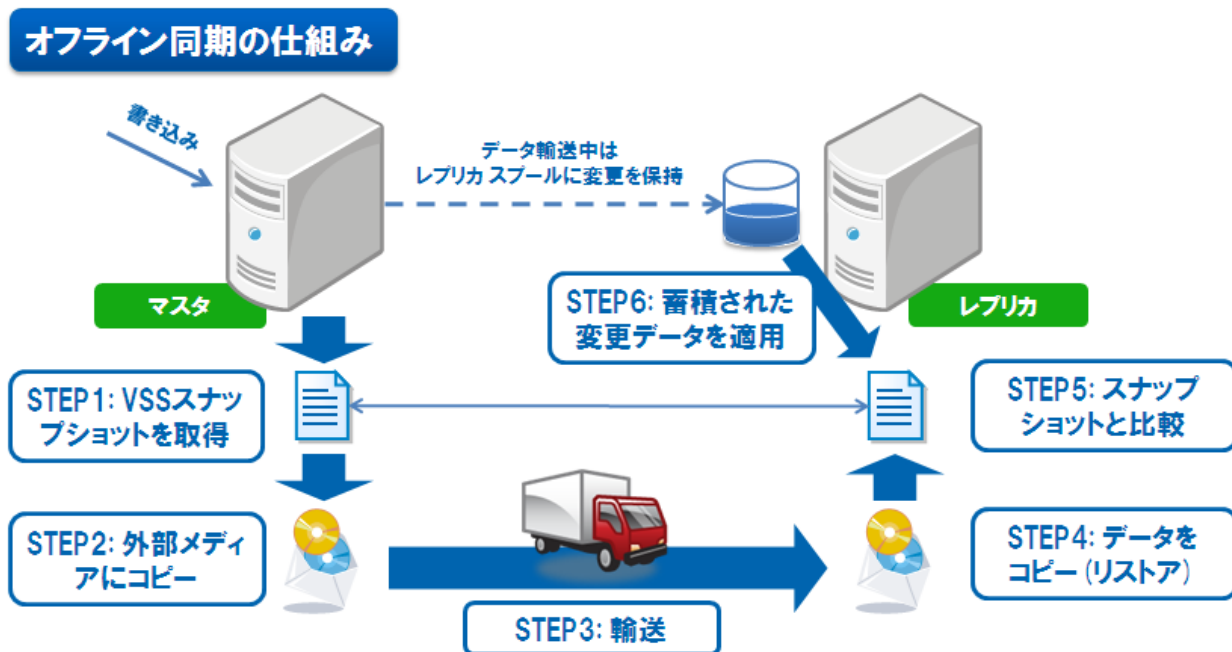 オフライン同期の仕組み
書き込み
データ輸送中は
レプリカ スプールに変更を保持
マスタ
レプリカ
STEP1: VSSスナッ
プショットを取得
STEP2: 外部メディ
アにコピー
STEP3: 輸送
STEP4: データを
コピー (リストア)
STEP5: スナップ
ショットと比較
STEP6: 蓄積された
変更データを適用